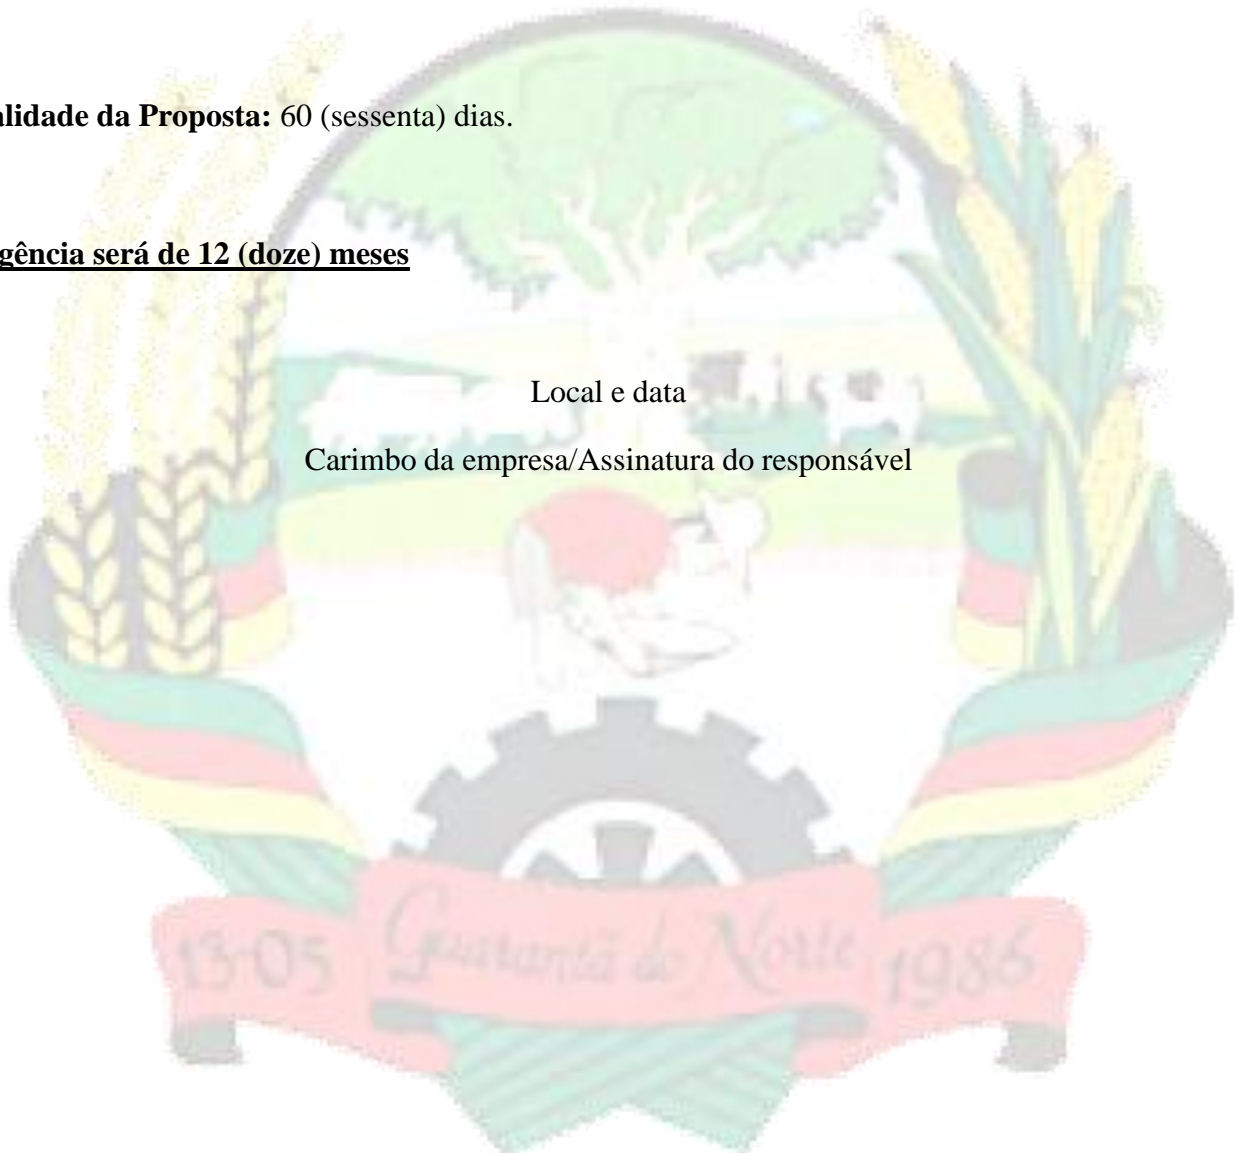 alidade da Proposta: 60 (sessenta) dias.
gência será de 12 (doze) meses
Local e data
Carimbo da empresa/Assinatura do responsável
13-05 Guarantã do Norte 1986